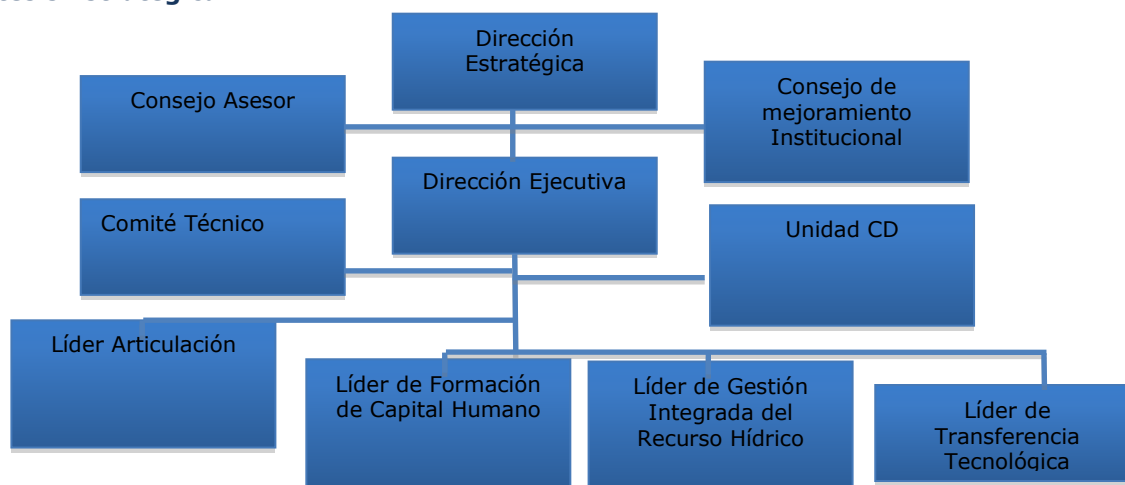 Dirección
Estratégica
Consejo Asesor
Consejo de
mejoramiento
Institucional
Dirección Ejecutiva
Comité Técnico
Unidad CD
Líder Articulación
Líder de Formación
de Capital Humano
Líder de Gestión
Integrada del
Recurso Hídrico
Líder de
Transferencia
Tecnológica